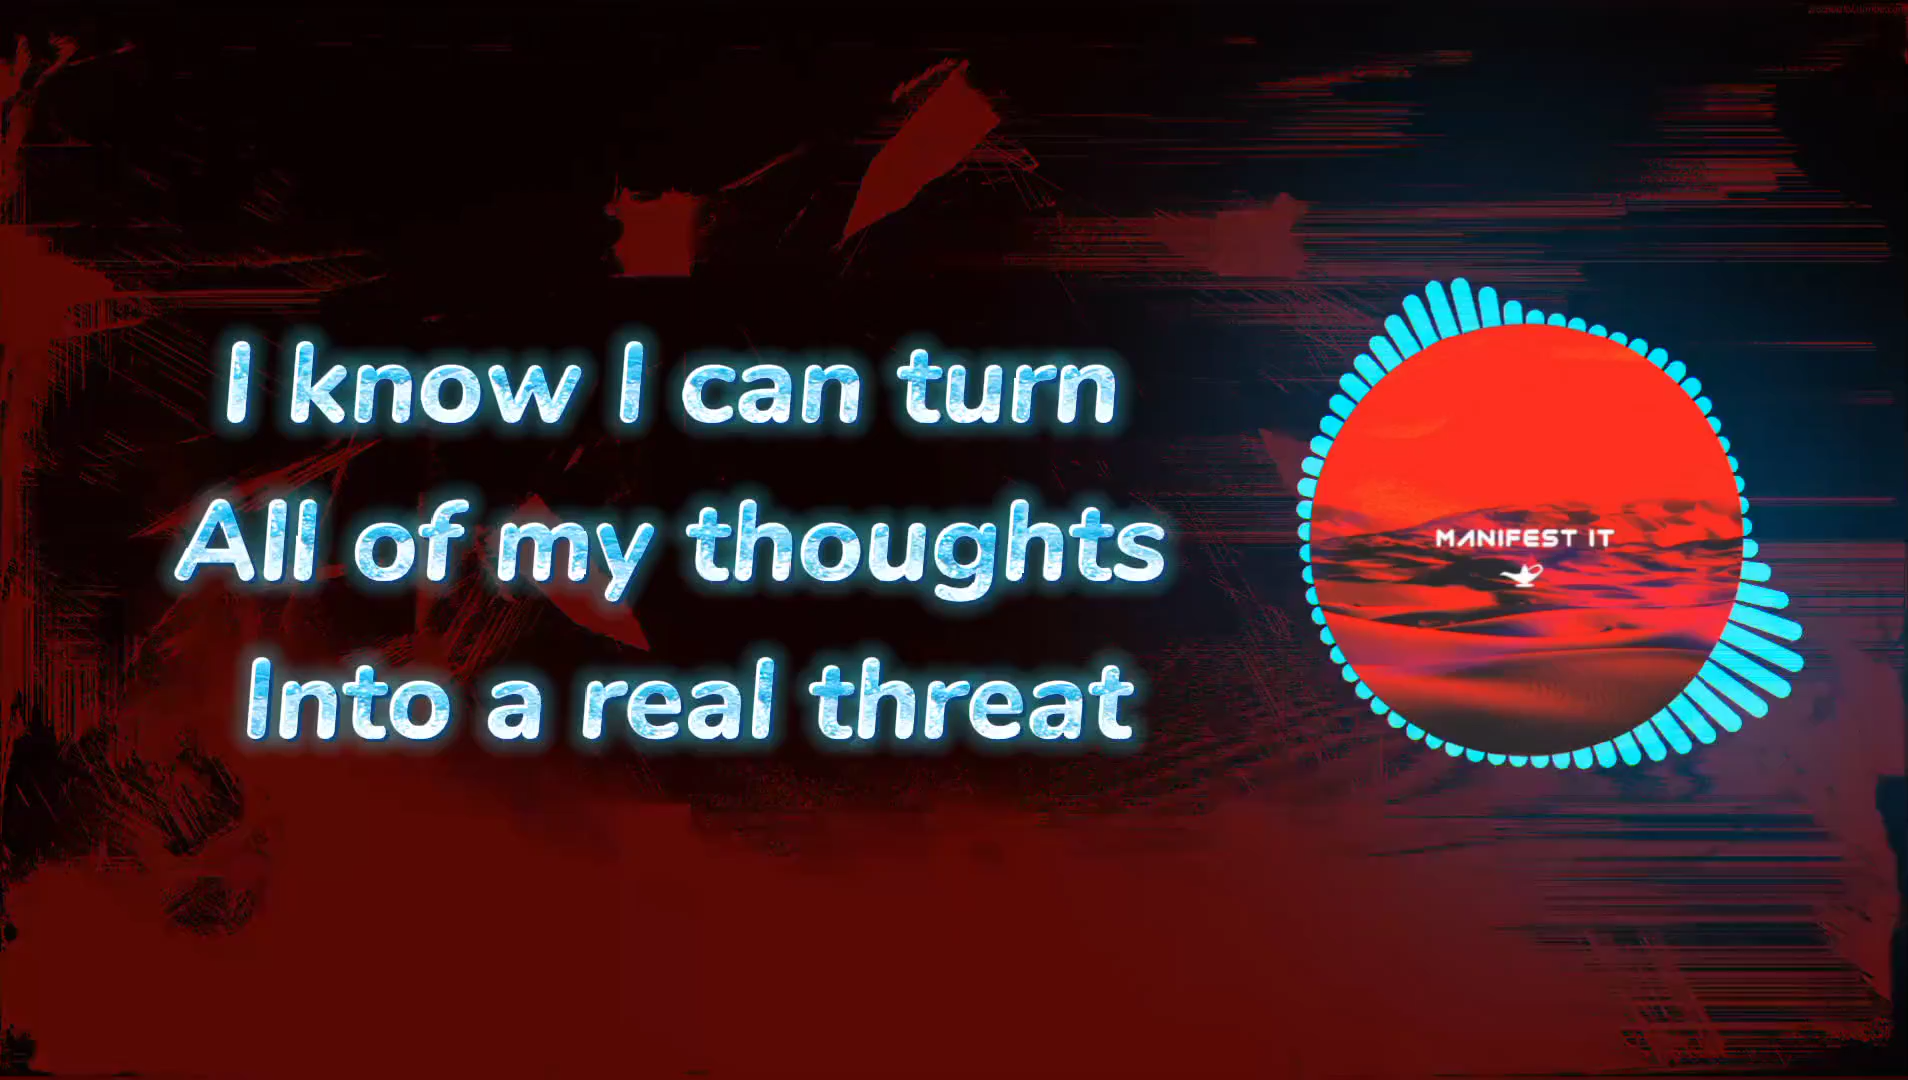 I know I can turn
All of my thoughts
Into a real threat
MANIFEST IT